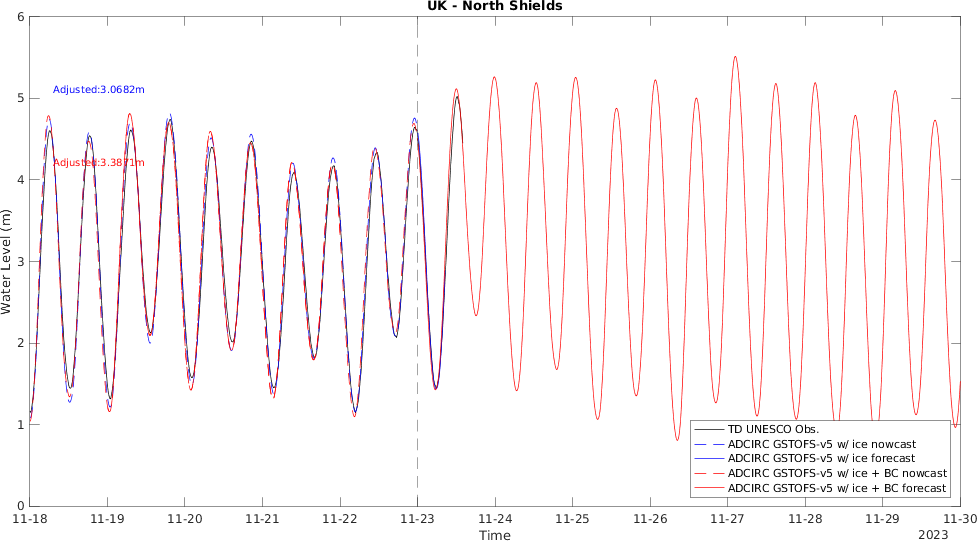 UK - North Shields
6
5
4
3
2
1
0
Water Level (m)
Adjusted:3.0682m
Adjusted:3.3871m
TD UNESCO Obs.
ADCIRC GSTOFS-v5 w/ ice nowcast
ADCIRC GSTOFS-v5 w/ ice forecast
ADCIRC GSTOFS-v5 w/ ice + BC nowcast
ADCIRC GSTOFS-v5 w/ ice + BC forecast
11-18 11-19 11-20 11-21 11-22 11-23 11-24 11-25 11-26 11-27 11-28 11-29 11-30
Time
2023